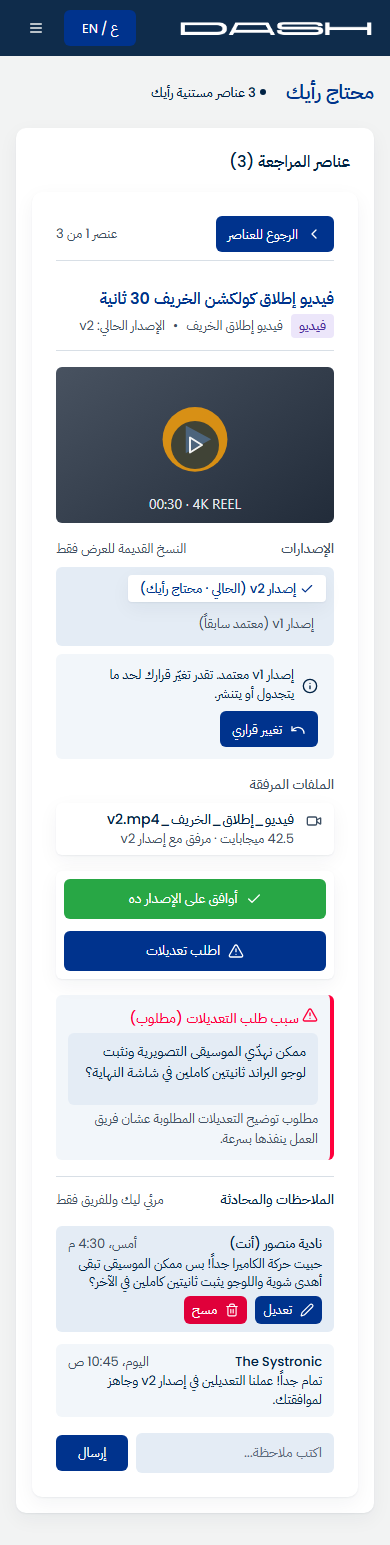 DASH
EN / ع
محتاج رأيك
3 عناصر مستنية رأيك
عناصر المراجعة (3)
الرجوع للعناصر
عنصر 1 من 3
فيديو إطلاق كولكشن الخريف 30 ثانية
فيديو
فيديو إطلاق الخريف • الإصدار الحالي: v2
00:30 · 4K REEL
الإصدارات
النسخ القديمة للعرض فقط
إصدار v2 (الحالي · محتاج رأيك)
إصدار v1 (معتمد سابقاً)
إصدار v1 معتمد. تقدر تغيّر قرارك لحد ما
يتجدول أو يتنشر.
تغيير قراري
الملفات المرفقة
فيديو_إطلاق_الخريف_v2.mp4
42.5 ميجابايت · مرفق مع إصدار v2
أوافق على الإصدار ده
اطلب تعديلات
سبب طلب التعديلات (مطلوب)
ممكن نهدّي الموسيقى التصويرية ونثبت
لوجو البراند ثانيتين كاملين في شاشة النهاية؟
مطلوب توضيح التعديلات المطلوبة عشان فريق
العمل ينفذها بسرعة.
الملاحظات والمحادثة
مرئي ليك وللفريق فقط
نادية منصور (أنت)
أمس، 4:30 م
حبيت حركة الكاميرا جداً! بس ممكن الموسيقى تبقى
أهدى شوية واللوجو يثبت ثانيتين كاملين في الآخر؟
تعديل
مسح
The Systronic
اليوم، 10:45 ص
تمام جداً! عملنا التعديلين في إصدار v2 وجاهز
لموافقتك.
اكتب ملاحظة...
إرسال